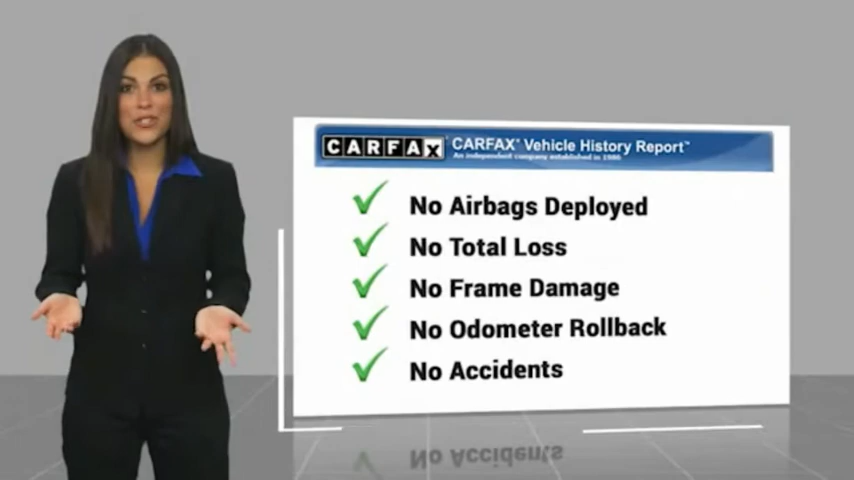 CARFAX CARFAX® Vehicle History Report™
An independent company established in 1986
No Airbags Deployed
No Total Loss
No Frame Damage
No Odometer Rollback
No Accidents
No Accidents